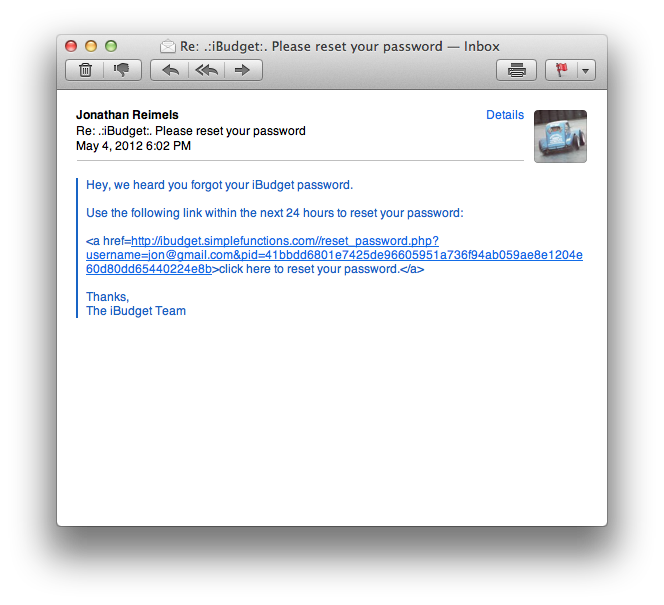 Re: .:iBudget:. Please reset your password — Inbox
Jonathan Reimels
Details
Re: .:iBudget:. Please reset your password
May 4, 2012 6:02 PM
Hey, we heard you forgot your iBudget password.
Use the following link within the next 24 hours to reset your password:
<a href=http://ibudget.simplefunctions.com//reset_password.php?
username=jon@gmail.com&pid=41bbdd6801e7425de96605951a736f94ab059ae8e1204e
60d80dd65440224e8b>click here to reset your password.</a>
Thanks,
The iBudget Team